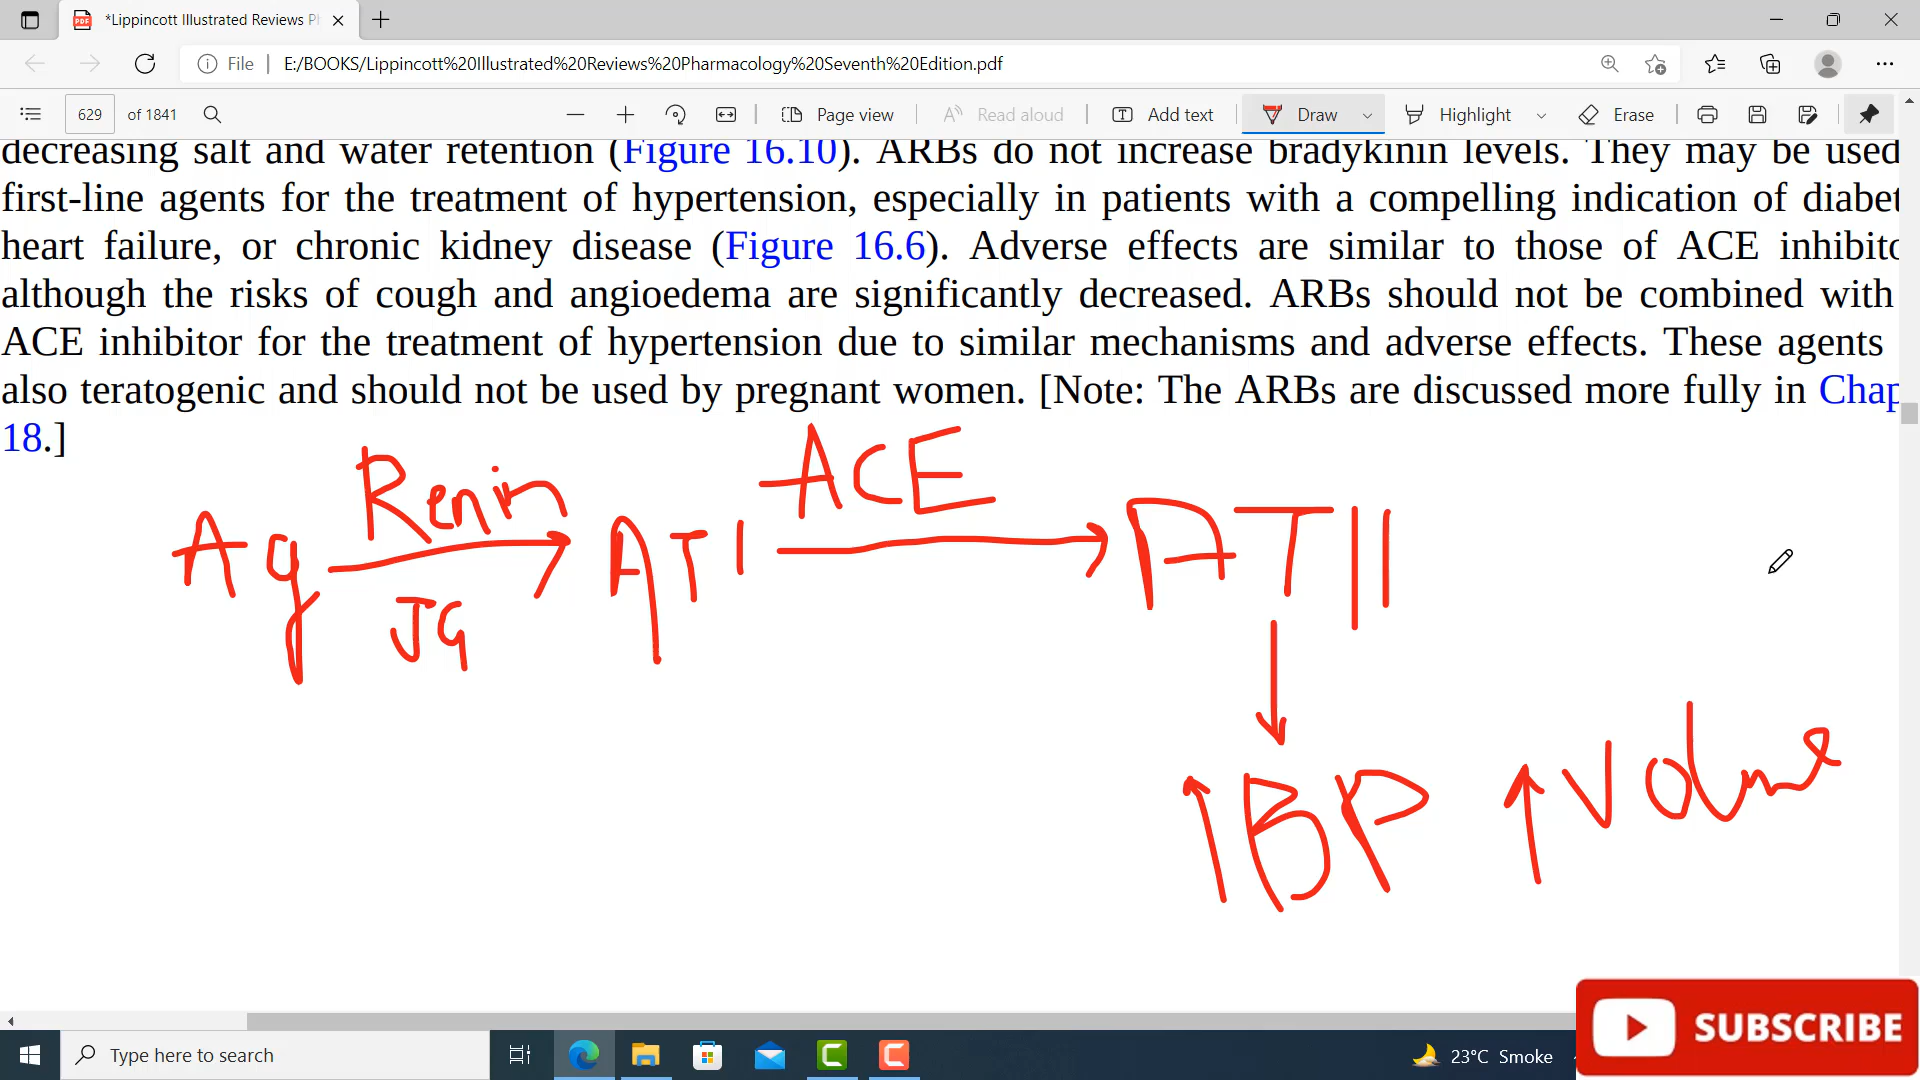 *Lippincott Illustrated Reviews P
File E:/BOOKS/Lippincott%20Illustrated%20Reviews%20Pharmacology%20Seventh%20Edition.pdf
629 of 1841 Page view Read aloud Add text Draw Highlight Erase
decreasing salt and water retention (Figure 16.10). ARBs do not increase bradykinin levels. They may be used
first-line agents for the treatment of hypertension, especially in patients with a compelling indication of diabet
heart failure, or chronic kidney disease (Figure 16.6). Adverse effects are similar to those of ACE inhibito
although the risks of cough and angioedema are significantly decreased. ARBs should not be combined with
ACE inhibitor for the treatment of hypertension due to similar mechanisms and adverse effects. These agents
also teratogenic and should not be used by pregnant women. [Note: The ARBs are discussed more fully in Chap
18.]
Renin ACE
Ag AT I AT II
JG
↑ BP ↑ Volume
SUBSCRIBE
Type here to search 23°C Smoke